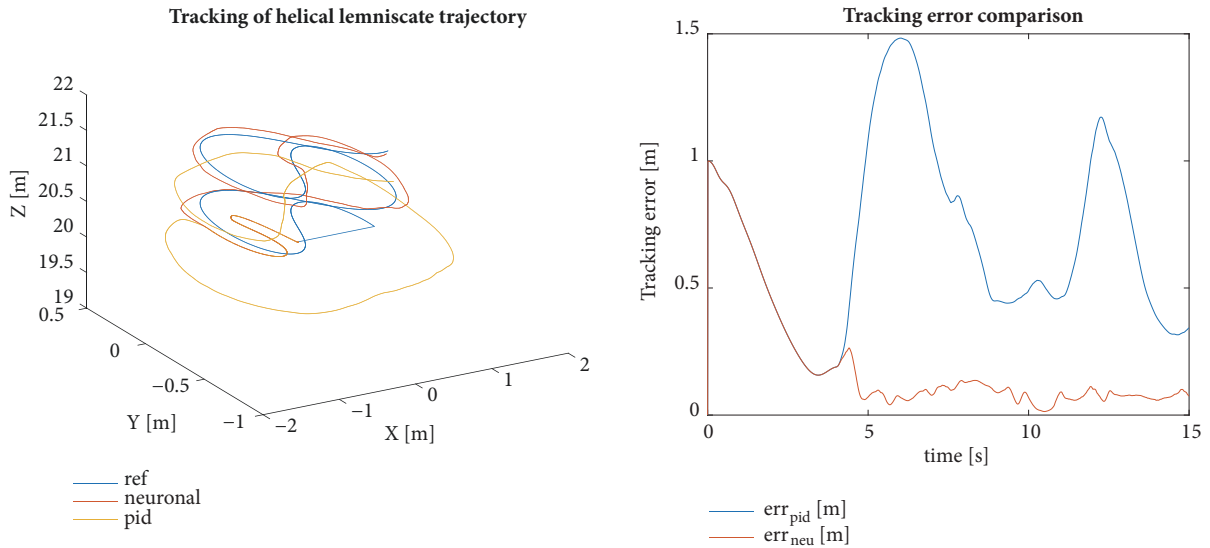 Tracking of helical lemniscate trajectory
22
21.5
21
20.5
20
19.5
19
Z [m]
0.5
0
−0.5
−1
Y [m]
−2
−1
0
1
2
X [m]
ref
neuronal
pid
Tracking error comparison
1.5
1
0.5
0
Tracking error [m]
0
5
10
15
time [s]
err_pid [m]
err_neu [m]